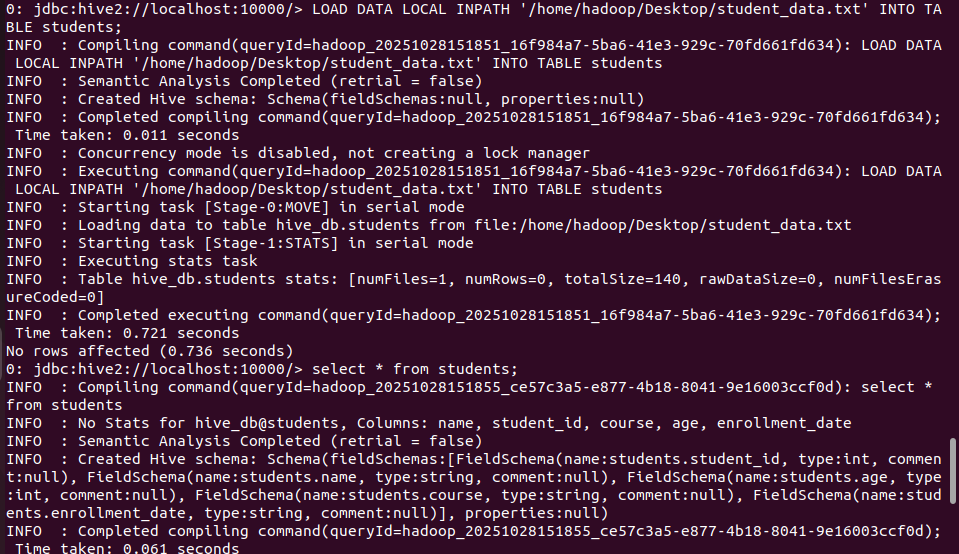 0: jdbc:hive2://localhost:10000/> LOAD DATA LOCAL INPATH '/home/hadoop/Desktop/student_data.txt' INTO TA
BLE students;
INFO  : Compiling command(queryId=hadoop_20251028151851_16f984a7-5ba6-41e3-929c-70fd661fd634): LOAD DATA
 LOCAL INPATH '/home/hadoop/Desktop/student_data.txt' INTO TABLE students
INFO  : Semantic Analysis Completed (retrial = false)
INFO  : Created Hive schema: Schema(fieldSchemas:null, properties:null)
INFO  : Completed compiling command(queryId=hadoop_20251028151851_16f984a7-5ba6-41e3-929c-70fd661fd634);
 Time taken: 0.011 seconds
INFO  : Concurrency mode is disabled, not creating a lock manager
INFO  : Executing command(queryId=hadoop_20251028151851_16f984a7-5ba6-41e3-929c-70fd661fd634): LOAD DATA
 LOCAL INPATH '/home/hadoop/Desktop/student_data.txt' INTO TABLE students
INFO  : Starting task [Stage-0:MOVE] in serial mode
INFO  : Loading data to table hive_db.students from file:/home/hadoop/Desktop/student_data.txt
INFO  : Starting task [Stage-1:STATS] in serial mode
INFO  : Executing stats task
INFO  : Table hive_db.students stats: [numFiles=1, numRows=0, totalSize=140, rawDataSize=0, numFilesEras
ureCoded=0]
INFO  : Completed executing command(queryId=hadoop_20251028151851_16f984a7-5ba6-41e3-929c-70fd661fd634);
 Time taken: 0.721 seconds
No rows affected (0.736 seconds)
0: jdbc:hive2://localhost:10000/> select * from students;
INFO  : Compiling command(queryId=hadoop_20251028151855_ce57c3a5-e877-4b18-8041-9e16003ccf0d): select *
from students
INFO  : No Stats for hive_db@students, Columns: name, student_id, course, age, enrollment_date
INFO  : Semantic Analysis Completed (retrial = false)
INFO  : Created Hive schema: Schema(fieldSchemas:[FieldSchema(name:students.student_id, type:int, commen
t:null), FieldSchema(name:students.name, type:string, comment:null), FieldSchema(name:students.age, type
:int, comment:null), FieldSchema(name:students.course, type:string, comment:null), FieldSchema(name:stud
ents.enrollment_date, type:string, comment:null)], properties:null)
INFO  : Completed compiling command(queryId=hadoop_20251028151855_ce57c3a5-e877-4b18-8041-9e16003ccf0d);
 Time taken: 0.061 seconds